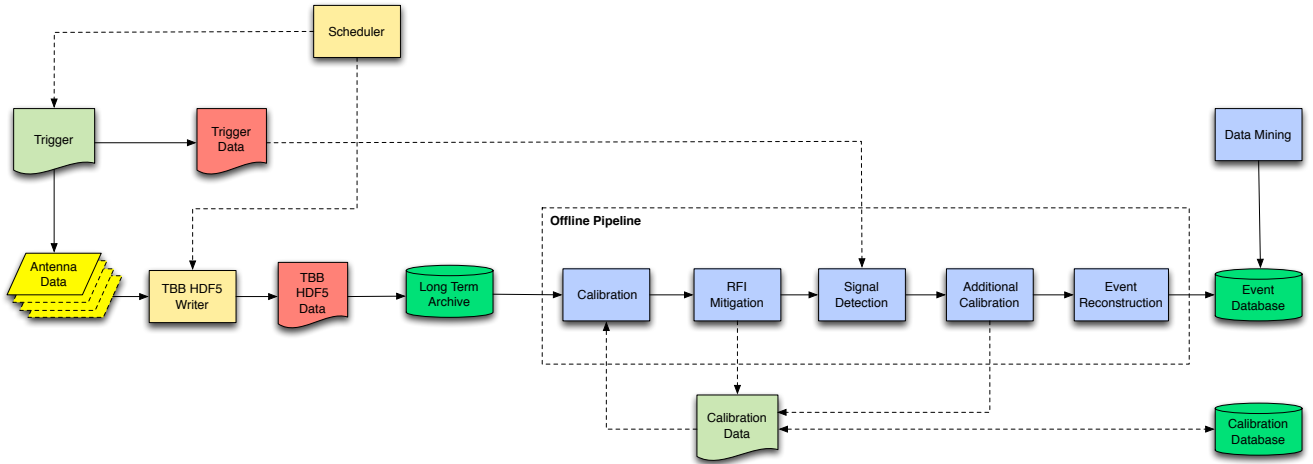 Scheduler
Trigger
Trigger
Data
Data Mining
Offline Pipeline
Antenna
Data
TBB HDF5
Writer
TBB
HDF5
Data
Long Term
Archive
Calibration
RFI
Mitigation
Signal
Detection
Additional
Calibration
Event
Reconstruction
Event
Database
Calibration
Data
Calibration
Database